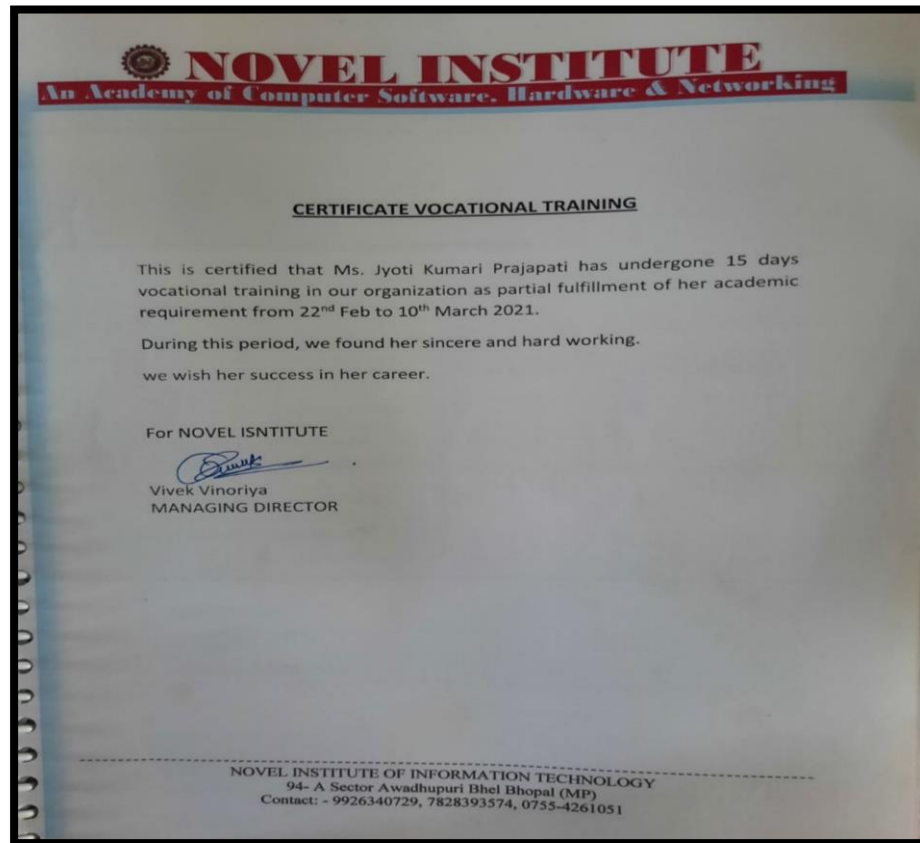 NOVEL INSTITUTE
An Academy of Computer Software, Hardware & Networking
CERTIFICATE VOCATIONAL TRAINING
This is certified that Ms. Jyoti Kumari Prajapati has undergone 15 days
vocational training in our organization as partial fulfillment of her academic
requirement from 22nd Feb to 10th March 2021.
During this period, we found her sincere and hard working.
we wish her success in her career.
For NOVEL ISNTITUTE
Vivek Vinoriya
MANAGING DIRECTOR
NOVEL INSTITUTE OF INFORMATION TECHNOLOGY
94- A Sector Awadhupuri Bhel Bhopal (MP)
Contact: - 9926340729, 7828393574, 0755-4261051